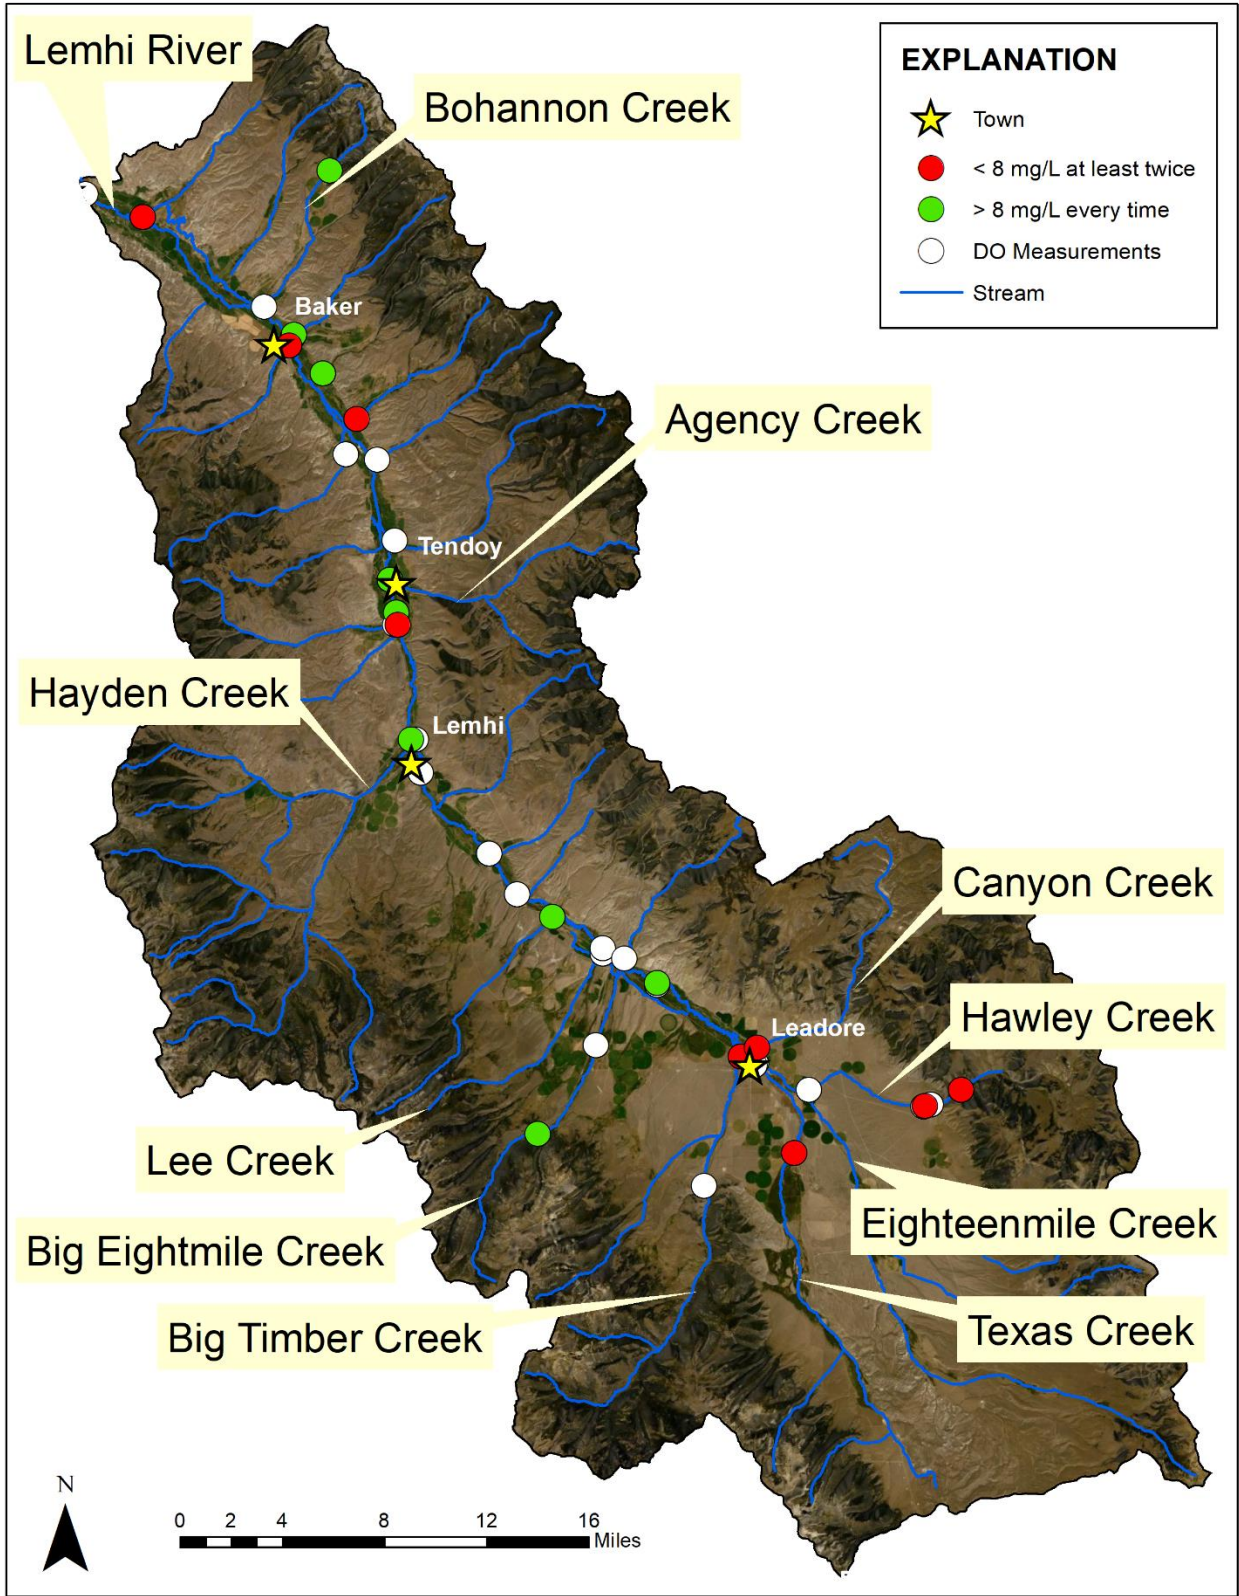 Lemhi River
Bohannon Creek
EXPLANATION
Town
< 8 mg/L at least twice
> 8 mg/L every time
DO Measurements
Stream
Baker
Agency Creek
Tendoy
Hayden Creek
Lemhi
Canyon Creek
Hawley Creek
Leadore
Lee Creek
Eighteenmile Creek
Big Eightmile Creek
Big Timber Creek
Texas Creek
N
0 2 4 8 12 16
Miles